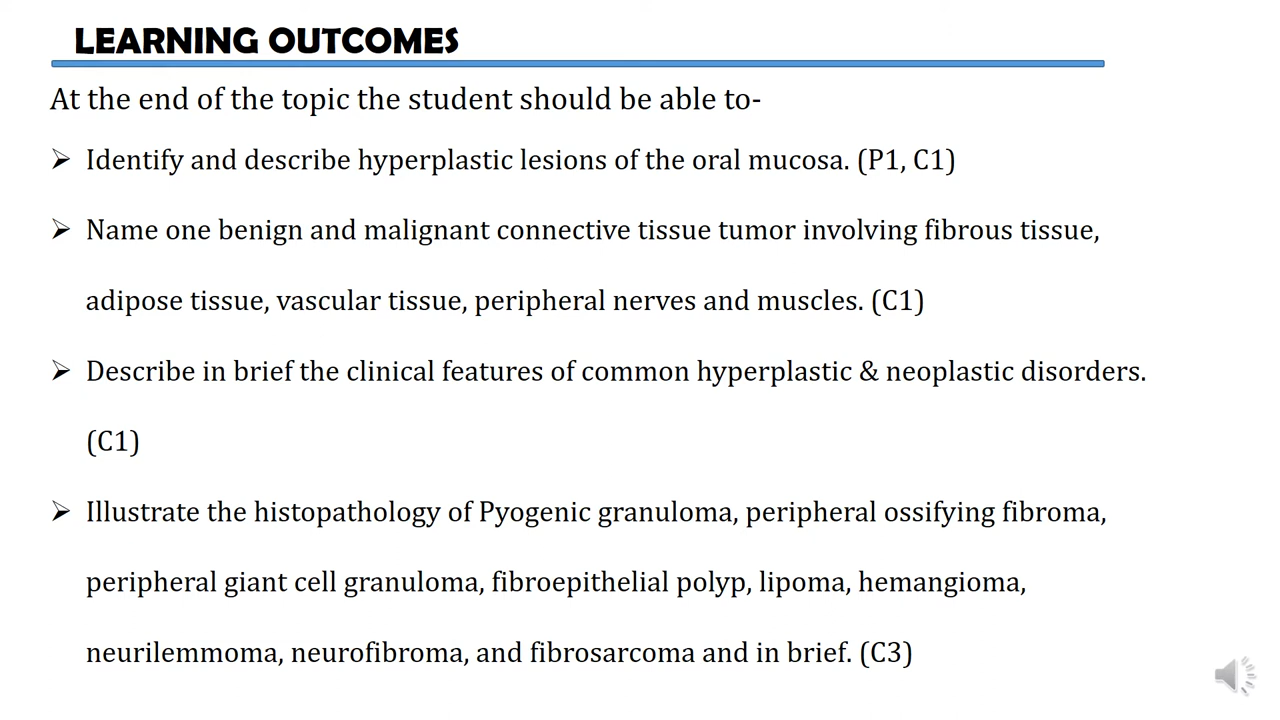 LEARNING OUTCOMES
At the end of the topic the student should be able to-
➢ Identify and describe hyperplastic lesions of the oral mucosa. (P1, C1)
➢ Name one benign and malignant connective tissue tumor involving fibrous tissue,
adipose tissue, vascular tissue, peripheral nerves and muscles. (C1)
➢ Describe in brief the clinical features of common hyperplastic & neoplastic disorders.
(C1)
➢ Illustrate the histopathology of Pyogenic granuloma, peripheral ossifying fibroma,
peripheral giant cell granuloma, fibroepithelial polyp, lipoma, hemangioma,
neurilemmoma, neurofibroma, and fibrosarcoma and in brief. (C3)